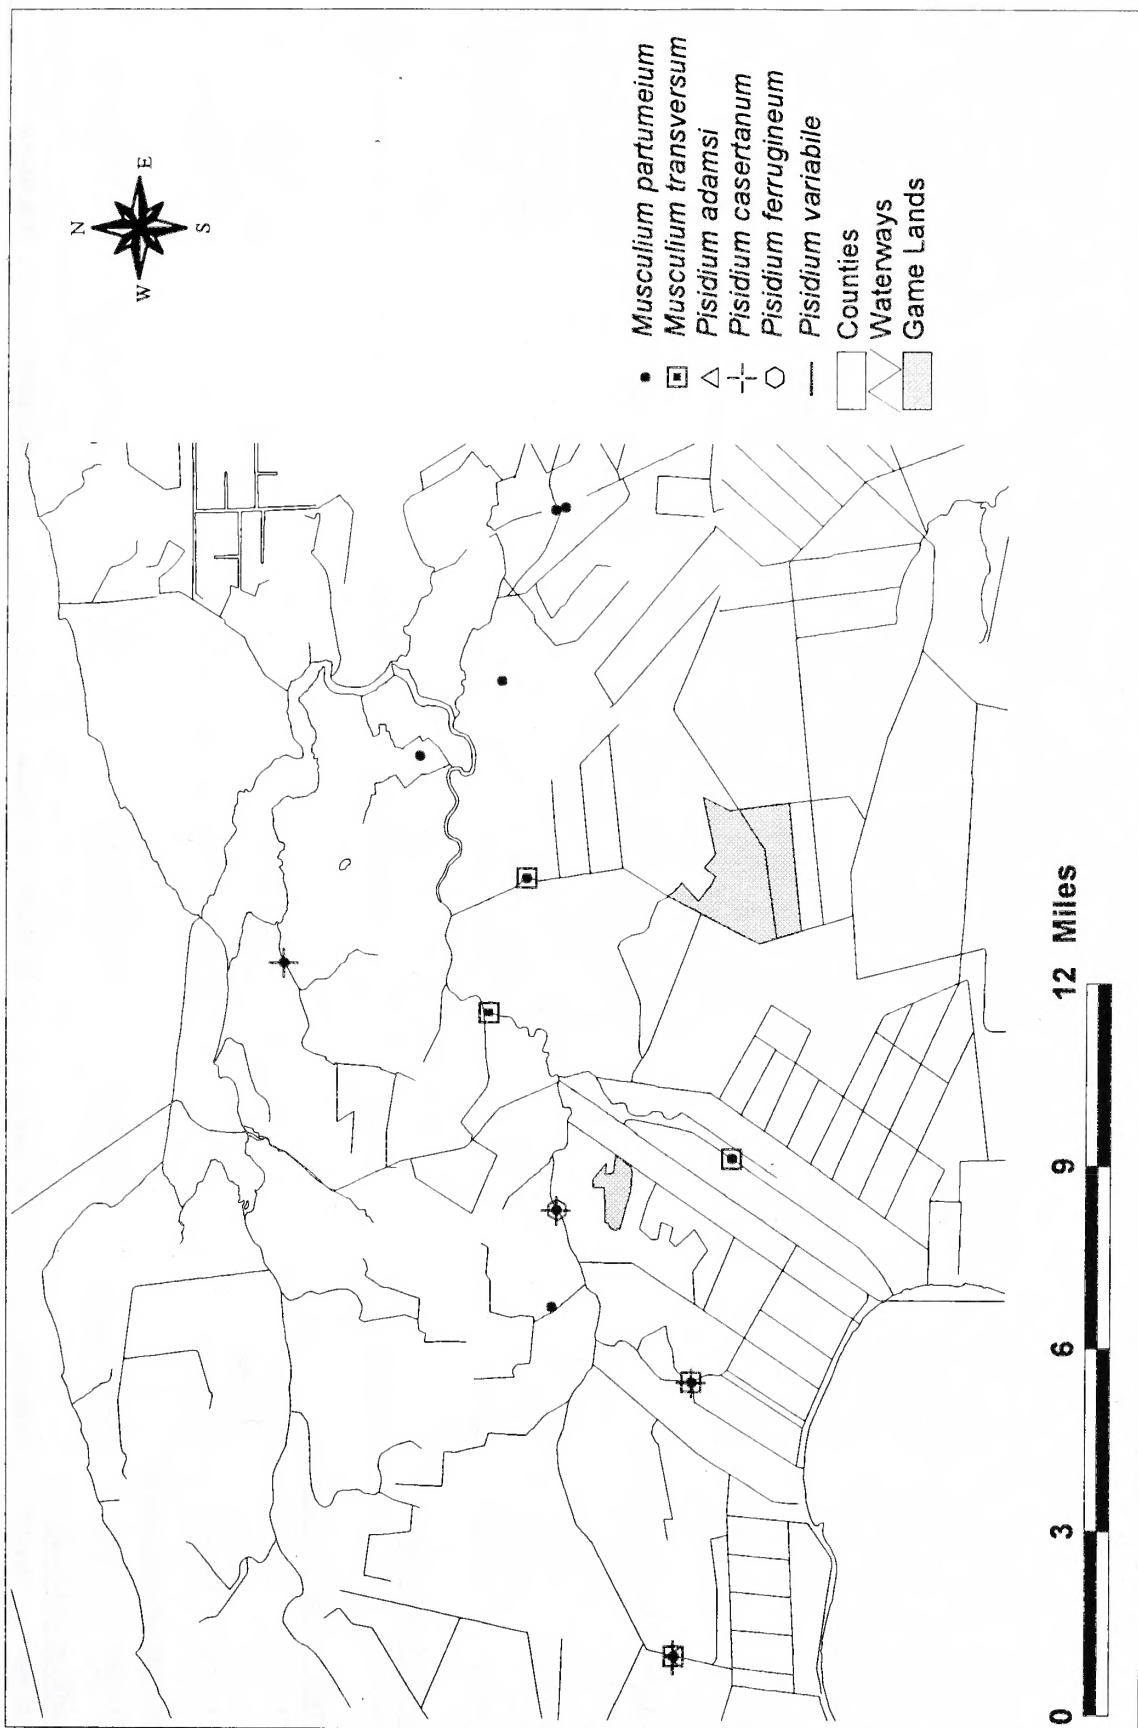 N
W
E
S
Musculium partumeium
Musculium transversum
Pisidium adamsi
Pisidium casertanum
Pisidium ferrugineum
Pisidium variabile
Counties
Waterways
Game Lands
0 3 6 9 12 Miles